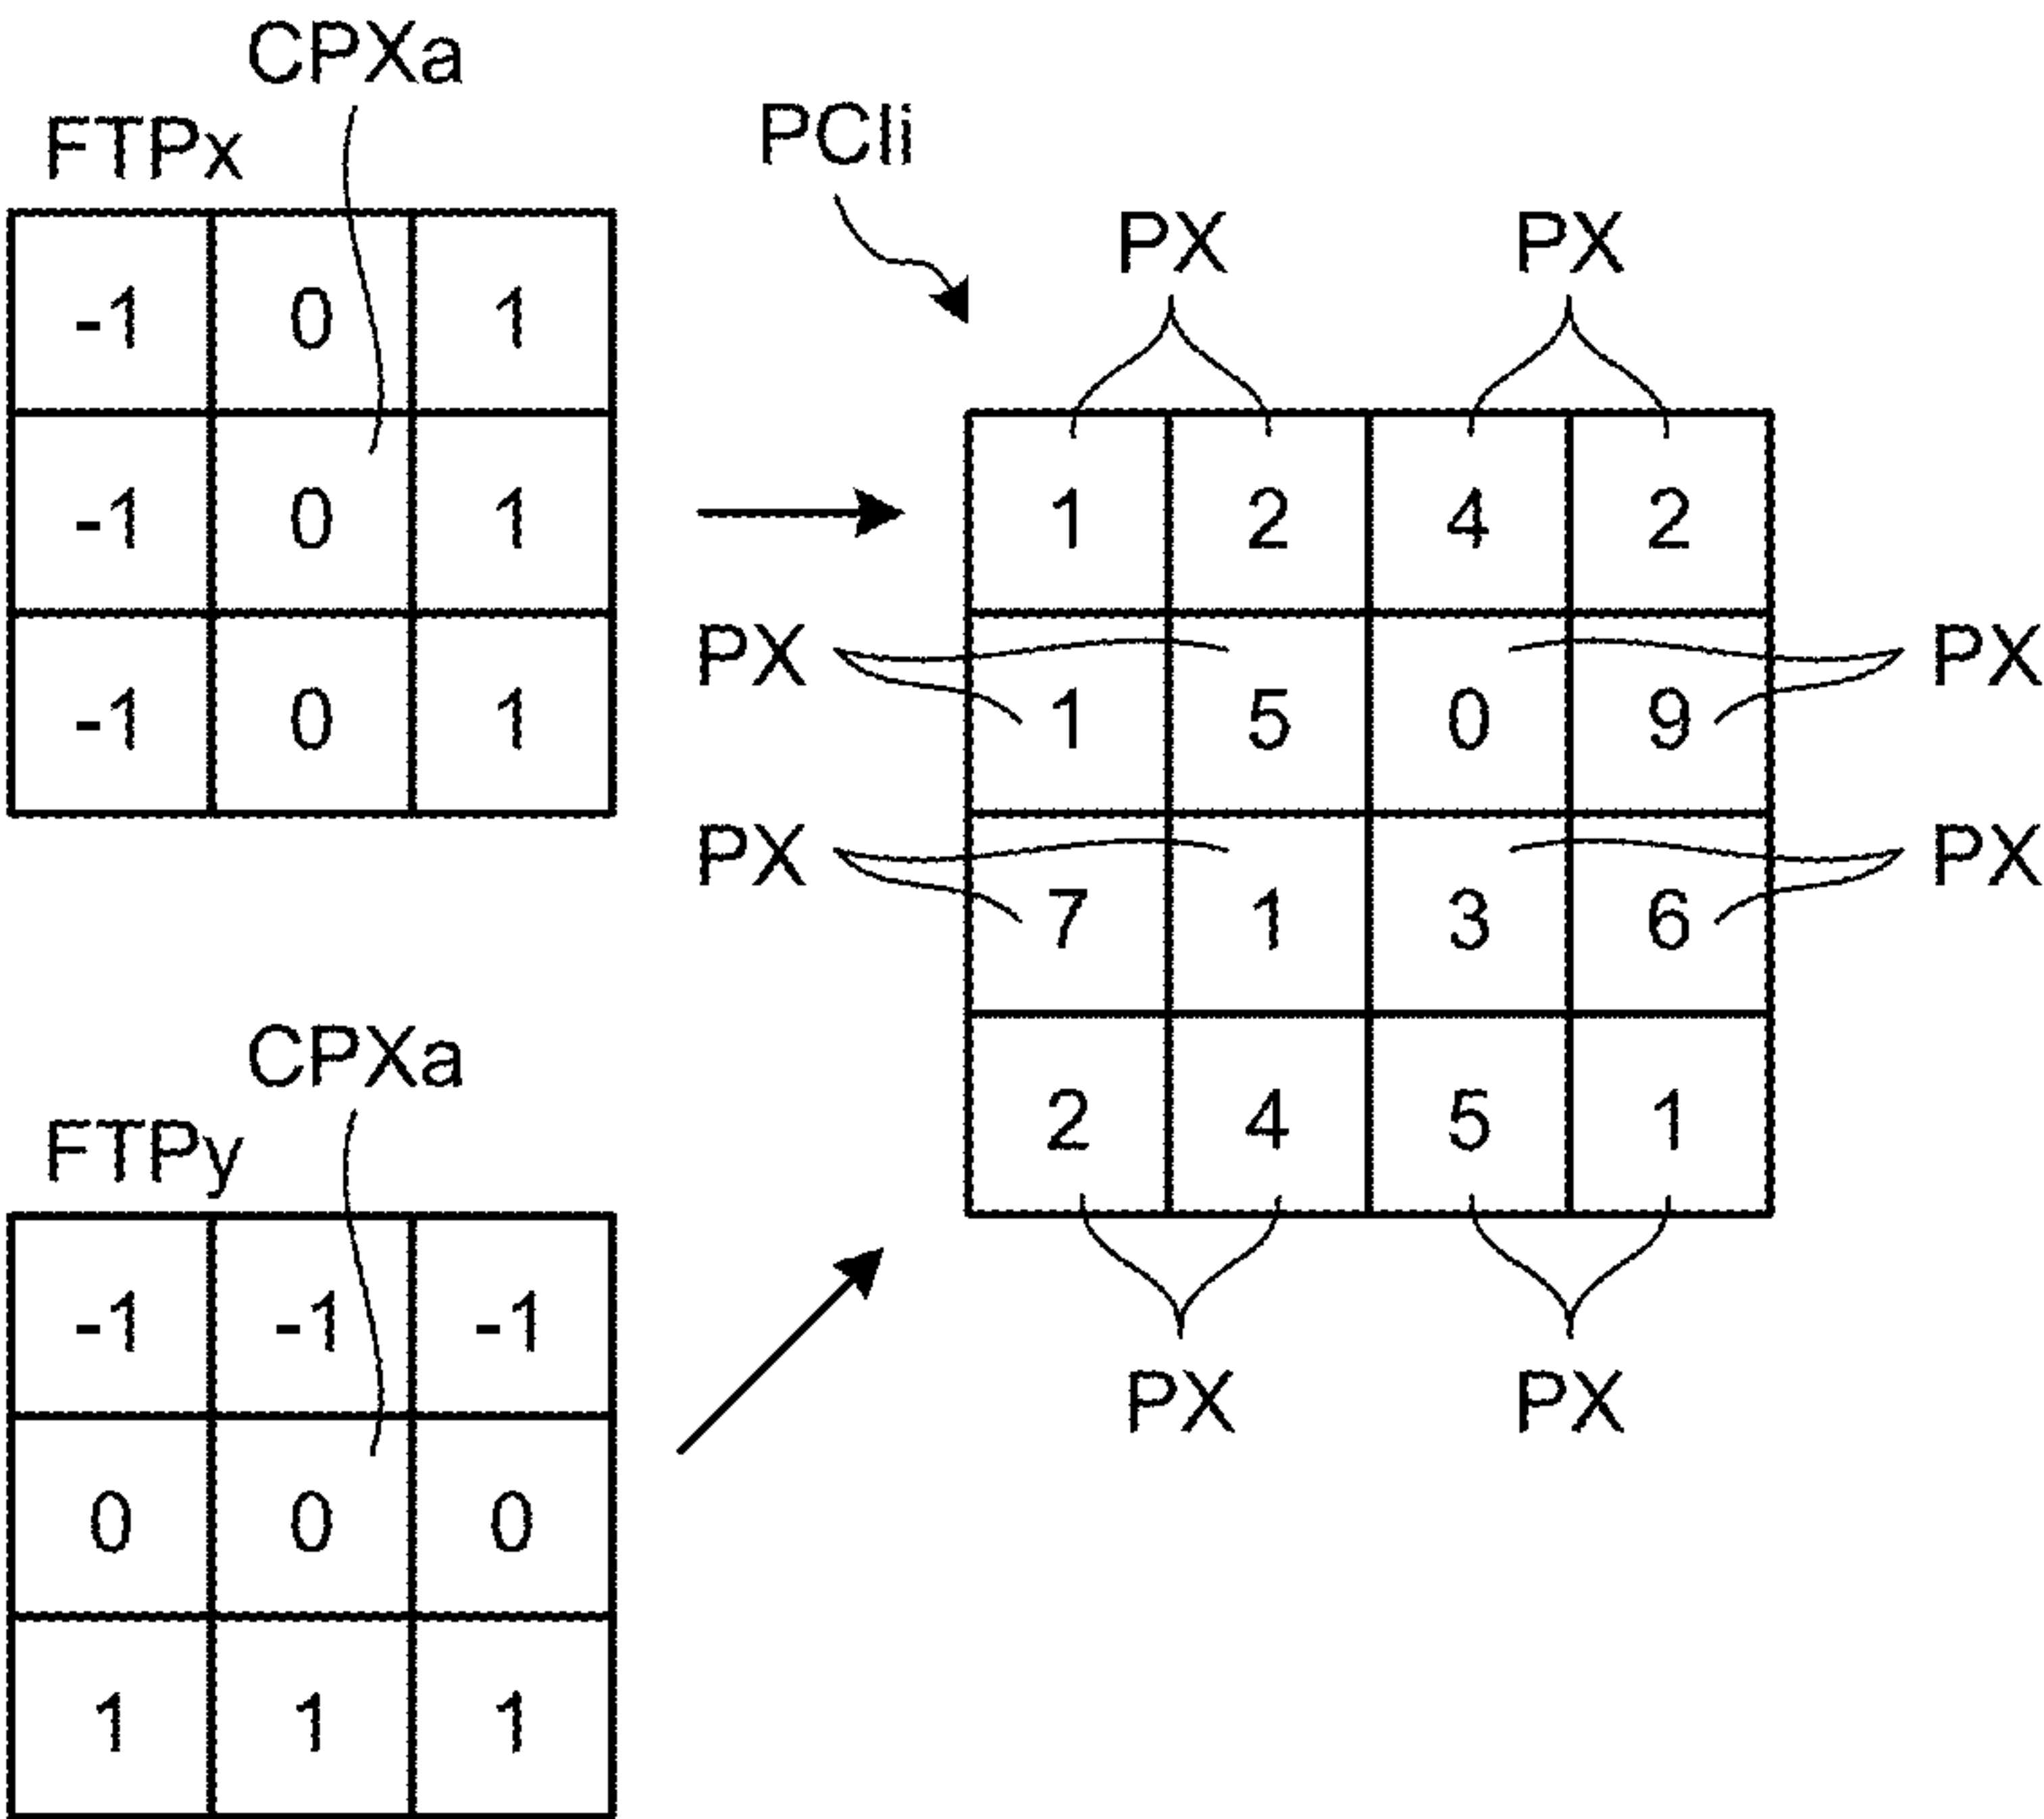 CPXa
FTPx
-1 0 1
-1 0 1
-1 0 1
PCIi
PX PX
1 2 4 2
PX 1 5 0 9 PX
PX 7 1 3 6 PX
2 4 5 1
PX PX
CPXa
FTPy
-1 -1 -1
0 0 0
1 1 1